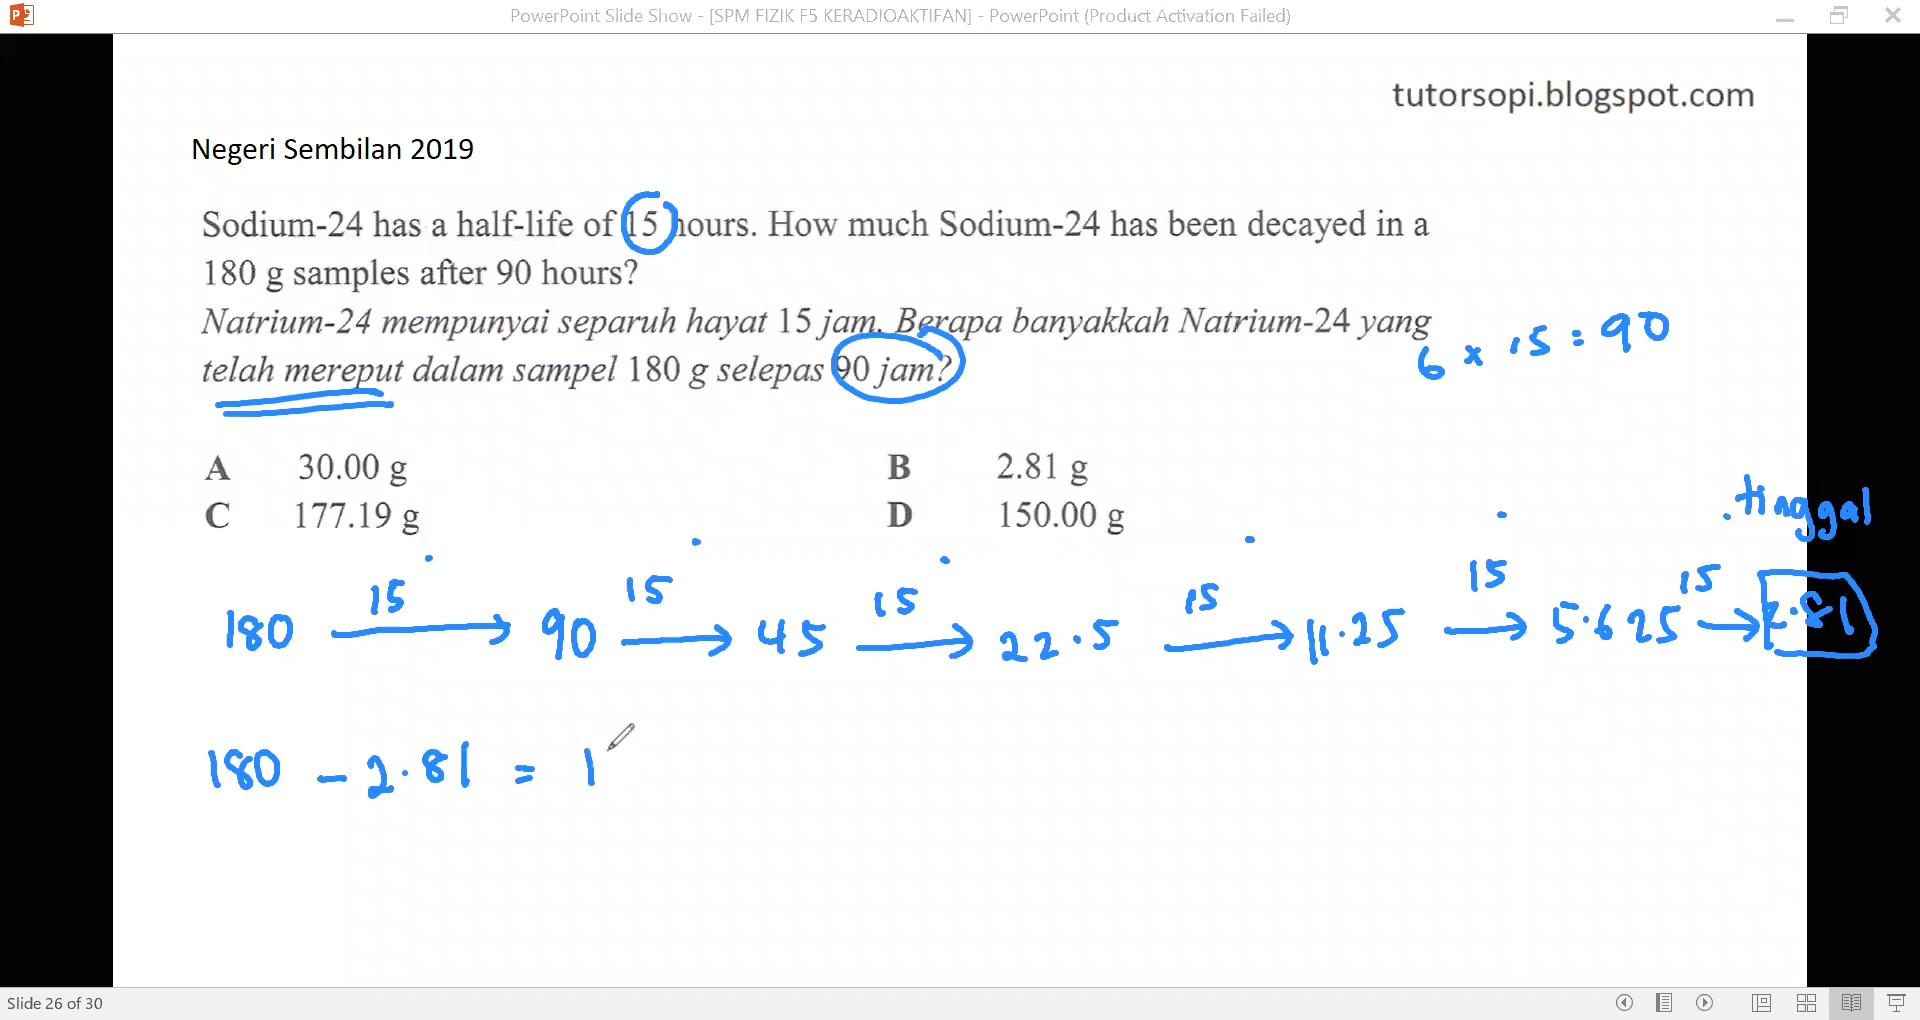 PowerPoint Slide Show - [SPM FIZIK F5 KERADIOAKTIFAN] - PowerPoint (Product Activation Failed)
tutorsopi.blogspot.com
Negeri Sembilan 2019
Sodium-24 has a half-life of 15 hours. How much Sodium-24 has been decayed in a
180 g samples after 90 hours?
Natrium-24 mempunyai separuh hayat 15 jam. Berapa banyakkah Natrium-24 yang
telah mereput dalam sampel 180 g selepas 90 jam?
6 x 15 = 90
A 30.00 g B 2.81 g
C 177.19 g D 150.00 g
tinggal
15 15 15 15 15 15
180 → 90 → 45 → 22.5 → 11.25 → 5.625 → 2.81
180 - 2.81 = 1
Slide 26 of 30